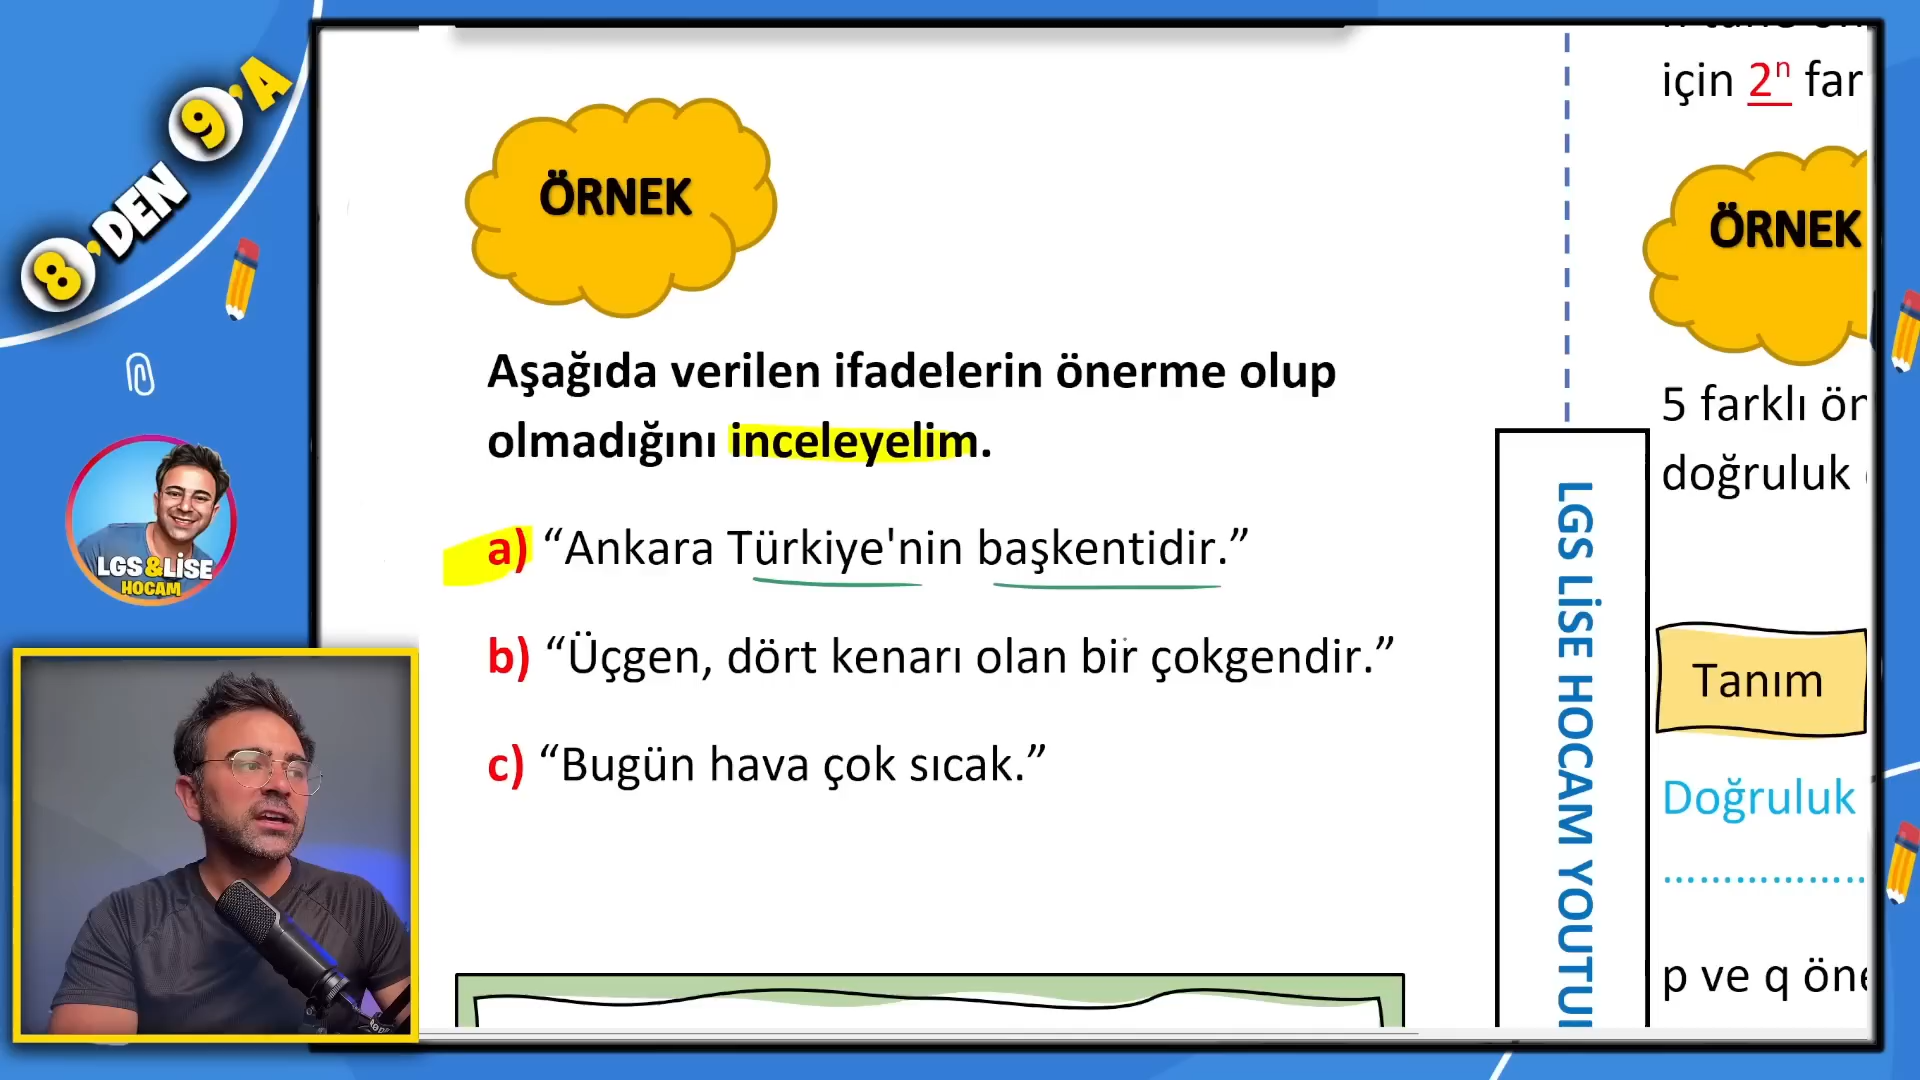 8'DEN 9'A
LGS&LİSE
HOCAM
ÖRNEK
Aşağıda verilen ifadelerin önerme olup
olmadığını inceleyelim.
a) “Ankara Türkiye'nin başkentidir.”
b) “Üçgen, dört kenarı olan bir çokgendir.”
c) “Bugün hava çok sıcak.”
LGS LİSE HOCAM
için 2ⁿ far
ÖRNEK
5 farklı ör
doğruluk
Tanım
Doğruluk
....................
p ve q öne